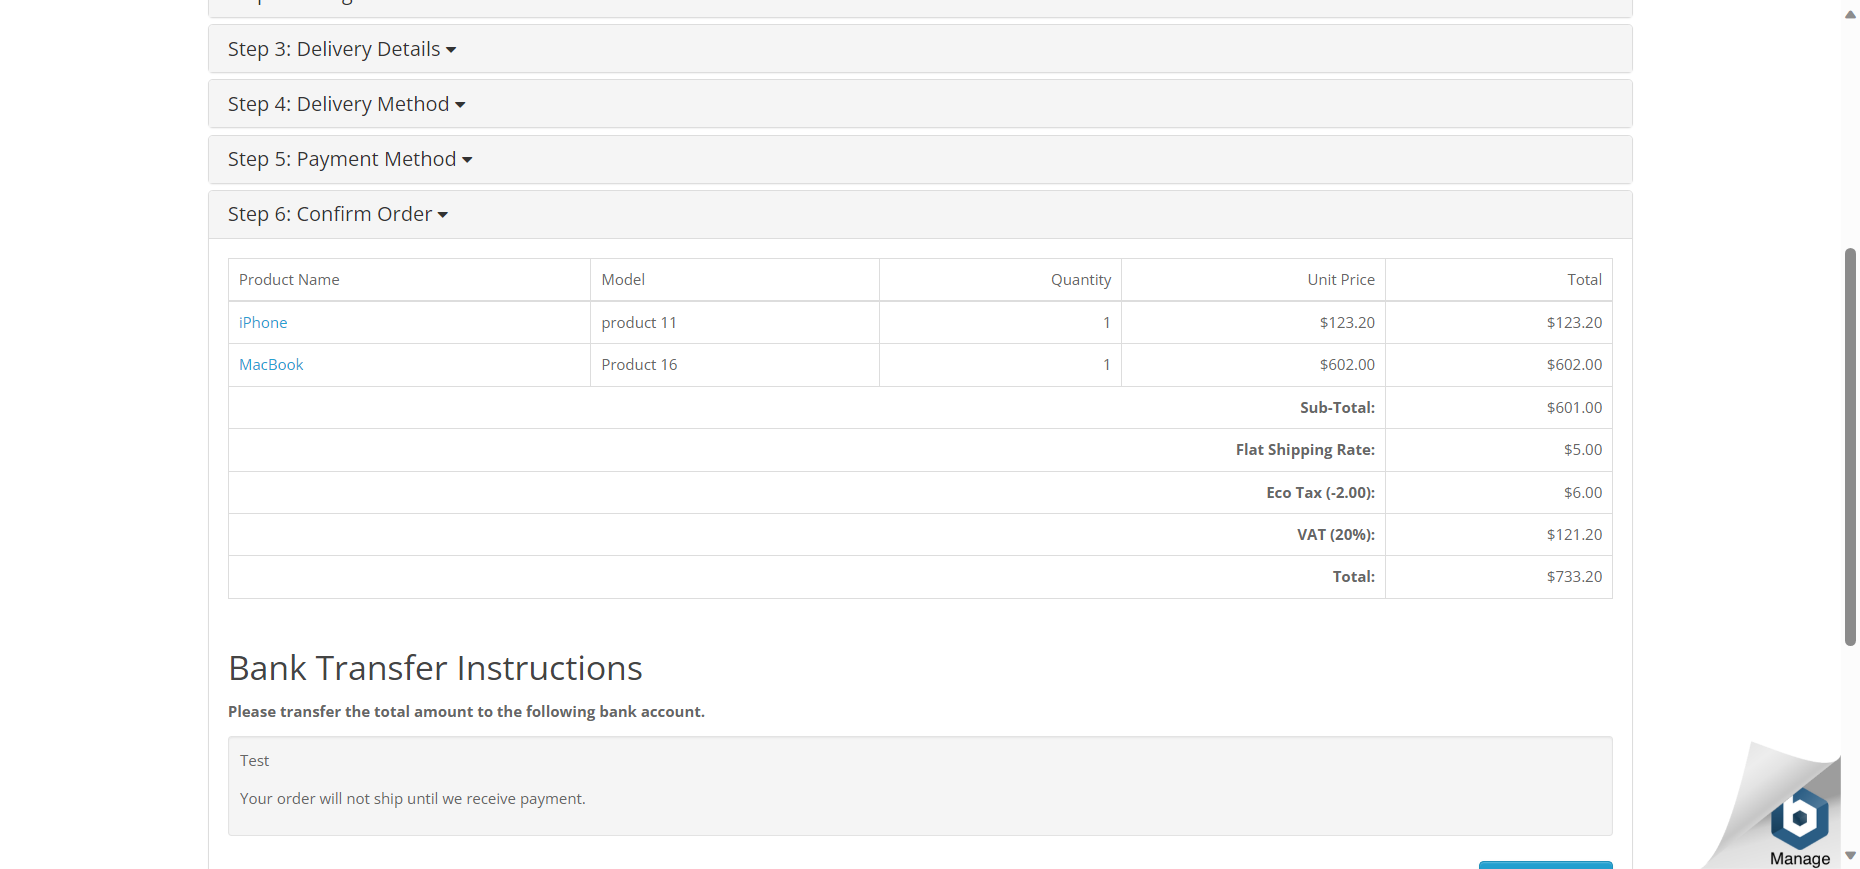 Step 3: Delivery Details
Step 4: Delivery Method
Step 5: Payment Method
Step 6: Confirm Order
Product Name Model Quantity Unit Price Total
iPhone product 11 1 $123.20 $123.20
MacBook Product 16 1 $602.00 $602.00
Sub-Total: $601.00
Flat Shipping Rate: $5.00
Eco Tax (-2.00): $6.00
VAT (20%): $121.20
Total: $733.20
Bank Transfer Instructions
Please transfer the total amount to the following bank account.
Test
Your order will not ship until we receive payment.
Manage